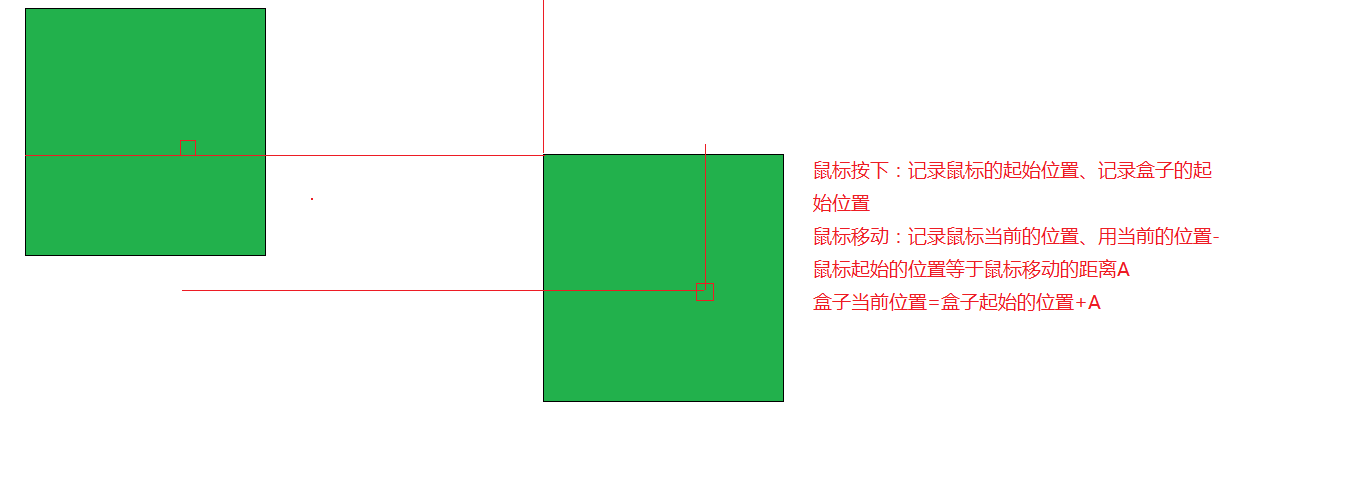 鼠标按下：记录鼠标的起始位置、记录盒子的起
始位置
鼠标移动：记录鼠标当前的位置、用当前的位置-
鼠标起始的位置等于鼠标移动的距离A
盒子当前位置=盒子起始的位置+A